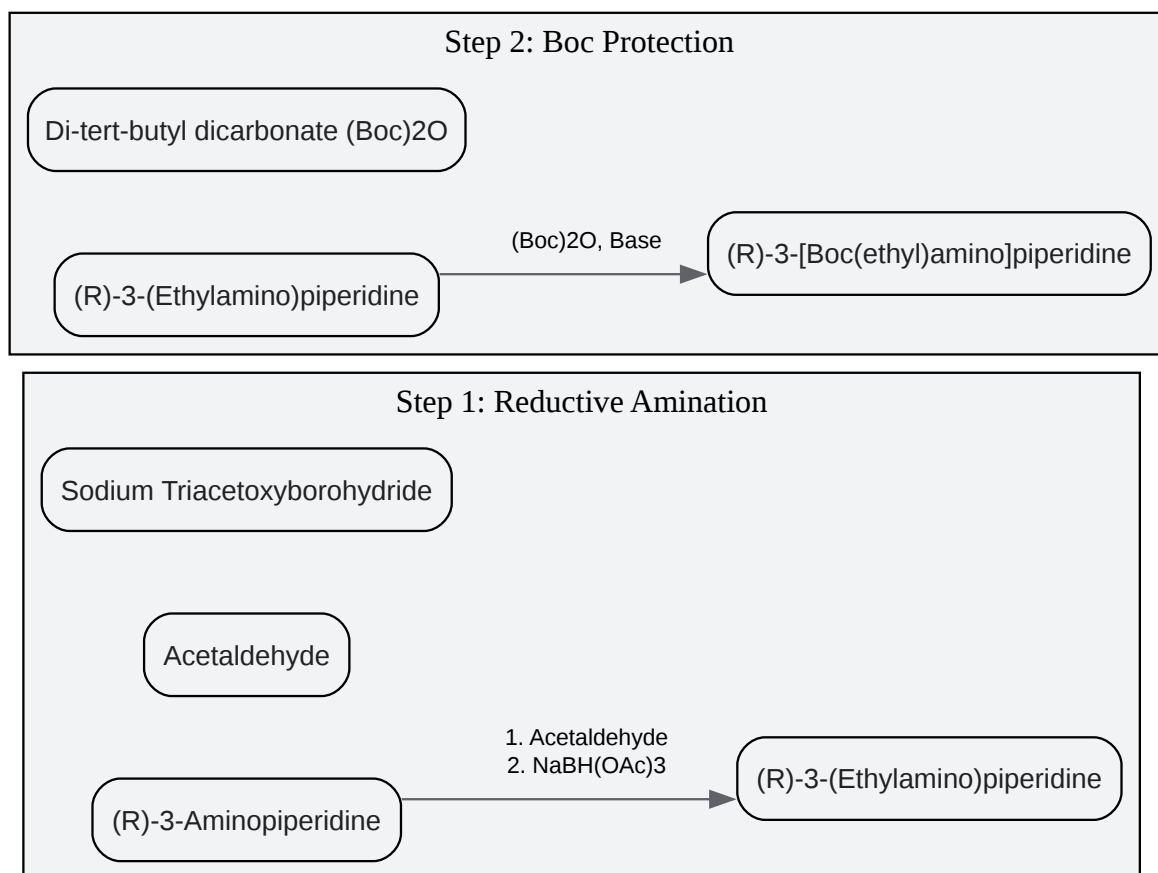 Step 2: Boc Protection
Di-tert-butyl dicarbonate (Boc)2O
(Boc)2O, Base
(R)-3-[Boc(ethyl)amino]piperidine
(R)-3-(Ethylamino)piperidine
Step 1: Reductive Amination
Sodium Triacetoxyborohydride
Acetaldehyde
1. Acetaldehyde
2. NaBH(OAc)3
(R)-3-(Ethylamino)piperidine
(R)-3-Aminopiperidine